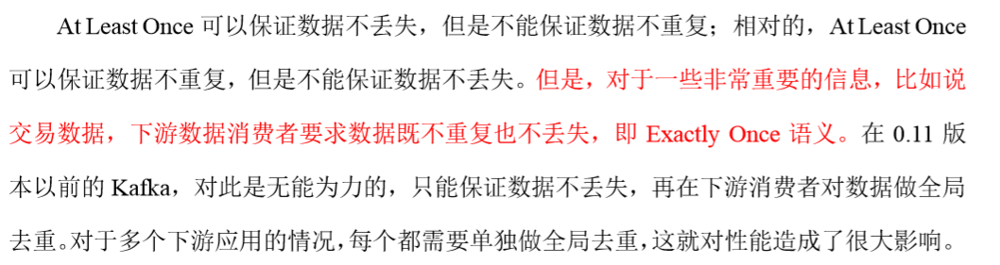 At Least Once 可以保证数据不丢失，但是不能保证数据不重复；相对的，At Least Once
可以保证数据不重复，但是不能保证数据不丢失。但是，对于一些非常重要的信息，比如说
交易数据，下游数据消费者要求数据既不重复也不丢失，即 Exactly Once 语义。在 0.11 版
本以前的 Kafka，对此是无能为力的，只能保证数据不丢失，再在下游消费者对数据做全局
去重。对于多个下游应用的情况，每个都需要单独做全局去重，这就对性能造成了很大影响。